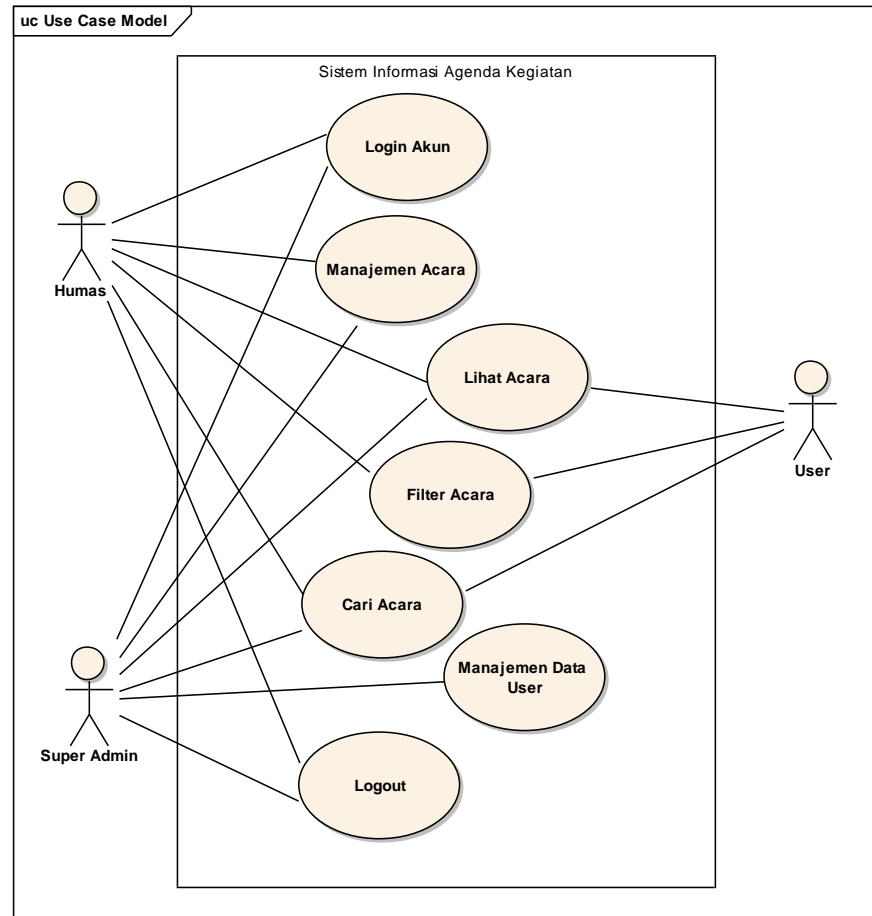 uc Use Case Model
Sistem Informasi Agenda Kegiatan
Login Akun
Humas
Manajemen Acara
Lihat Acara
User
Filter Acara
Cari Acara
Manajemen Data
User
Super Admin
Logout